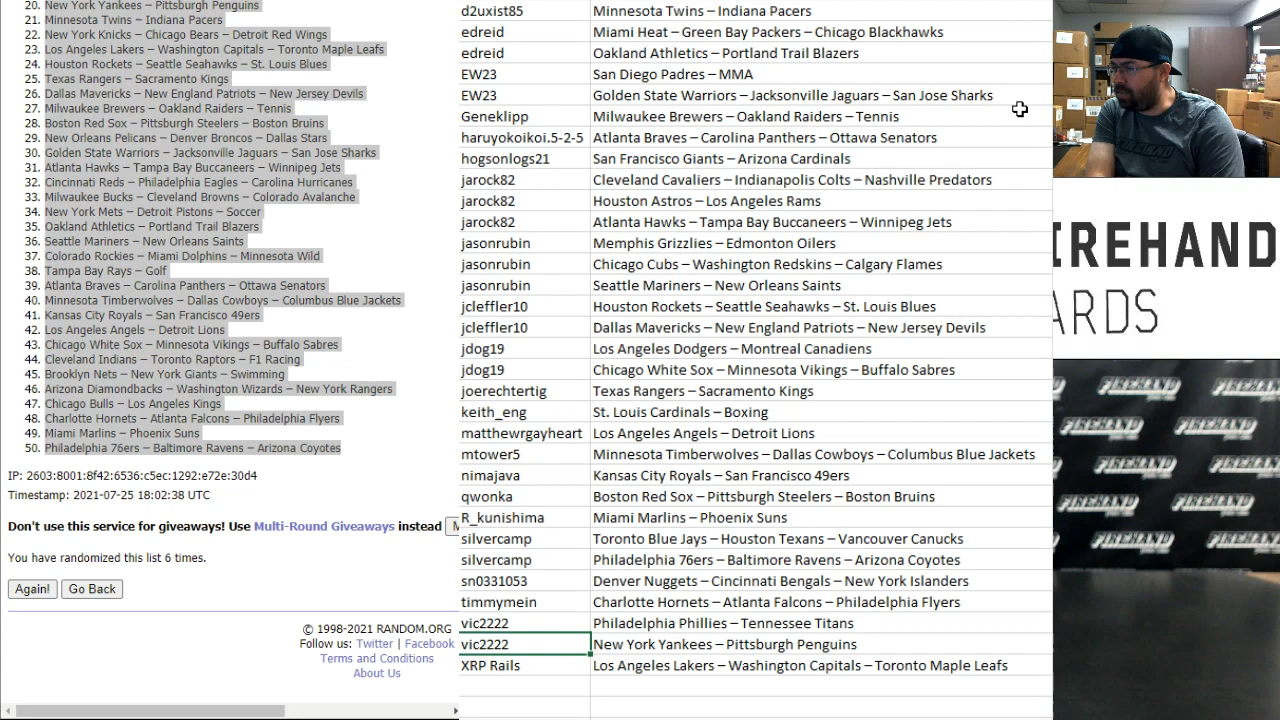 20. New York Yankees – Pittsburgh Penguins
21. Minnesota Twins – Indiana Pacers
22. New York Knicks – Chicago Bears – Detroit Red Wings
23. Los Angeles Lakers – Washington Capitals – Toronto Maple Leafs
24. Houston Rockets – Seattle Seahawks – St. Louis Blues
25. Texas Rangers – Sacramento Kings
26. Dallas Mavericks – New England Patriots – New Jersey Devils
27. Milwaukee Brewers – Oakland Raiders – Tennis
28. Boston Red Sox – Pittsburgh Steelers – Boston Bruins
29. New Orleans Pelicans – Denver Broncos – Dallas Stars
30. Golden State Warriors – Jacksonville Jaguars – San Jose Sharks
31. Atlanta Hawks – Tampa Bay Buccaneers – Winnipeg Jets
32. Cincinnati Reds – Philadelphia Eagles – Carolina Hurricanes
33. Milwaukee Bucks – Cleveland Browns – Colorado Avalanche
34. New York Mets – Detroit Pistons – Soccer
35. Oakland Athletics – Portland Trail Blazers
36. Seattle Mariners – New Orleans Saints
37. Colorado Rockies – Miami Dolphins – Minnesota Wild
38. Tampa Bay Rays – Golf
39. Atlanta Braves – Carolina Panthers – Ottawa Senators
40. Minnesota Timberwolves – Dallas Cowboys – Columbus Blue Jackets
41. Kansas City Royals – San Francisco 49ers
42. Los Angeles Angels – Detroit Lions
43. Chicago White Sox – Minnesota Vikings – Buffalo Sabres
44. Cleveland Indians – Toronto Raptors – F1 Racing
45. Brooklyn Nets – New York Giants – Swimming
46. Arizona Diamondbacks – Washington Wizards – New York Rangers
47. Chicago Bulls – Los Angeles Kings
48. Charlotte Hornets – Atlanta Falcons – Philadelphia Flyers
49. Miami Marlins – Phoenix Suns
50. Philadelphia 76ers – Baltimore Ravens – Arizona Coyotes
IP: 2603:8001:8f42:6536:c5ec:1292:e72e:30d4
Timestamp: 2021-07-25 18:02:38 UTC
Don't use this service for giveaways! Use Multi-Round Giveaways instead
You have randomized this list 6 times.
Again! Go Back
© 1998-2021 RANDOM.ORG
Follow us: Twitter | Facebook
Terms and Conditions
About Us
d2uxist85 Minnesota Twins – Indiana Pacers
edreid Miami Heat – Green Bay Packers – Chicago Blackhawks
edreid Oakland Athletics – Portland Trail Blazers
EW23 San Diego Padres – MMA
EW23 Golden State Warriors – Jacksonville Jaguars – San Jose Sharks
Geneklipp Milwaukee Brewers – Oakland Raiders – Tennis
haruyokoikoi.5-2-5 Atlanta Braves – Carolina Panthers – Ottawa Senators
hogsonlogs21 San Francisco Giants – Arizona Cardinals
jarock82 Cleveland Cavaliers – Indianapolis Colts – Nashville Predators
jarock82 Houston Astros – Los Angeles Rams
jarock82 Atlanta Hawks – Tampa Bay Buccaneers – Winnipeg Jets
jasonrubin Memphis Grizzlies – Edmonton Oilers
jasonrubin Chicago Cubs – Washington Redskins – Calgary Flames
jasonrubin Seattle Mariners – New Orleans Saints
jcleffler10 Houston Rockets – Seattle Seahawks – St. Louis Blues
jcleffler10 Dallas Mavericks – New England Patriots – New Jersey Devils
jdog19 Los Angeles Dodgers – Montreal Canadiens
jdog19 Chicago White Sox – Minnesota Vikings – Buffalo Sabres
joerechtertig Texas Rangers – Sacramento Kings
keith_eng St. Louis Cardinals – Boxing
matthewrgayheart Los Angeles Angels – Detroit Lions
mtower5 Minnesota Timberwolves – Dallas Cowboys – Columbus Blue Jackets
nimajava Kansas City Royals – San Francisco 49ers
qwonka Boston Red Sox – Pittsburgh Steelers – Boston Bruins
R_kunishima Miami Marlins – Phoenix Suns
silvercamp Toronto Blue Jays – Houston Texans – Vancouver Canucks
silvercamp Philadelphia 76ers – Baltimore Ravens – Arizona Coyotes
sn0331053 Denver Nuggets – Cincinnati Bengals – New York Islanders
timmymein Charlotte Hornets – Atlanta Falcons – Philadelphia Flyers
vic2222 Philadelphia Phillies – Tennessee Titans
vic2222 New York Yankees – Pittsburgh Penguins
XRP Rails Los Angeles Lakers – Washington Capitals – Toronto Maple Leafs
IREHAND
ARDS
FIREHAND
FIREHAND
FIREHAND
FIREHAND
FIREHAND